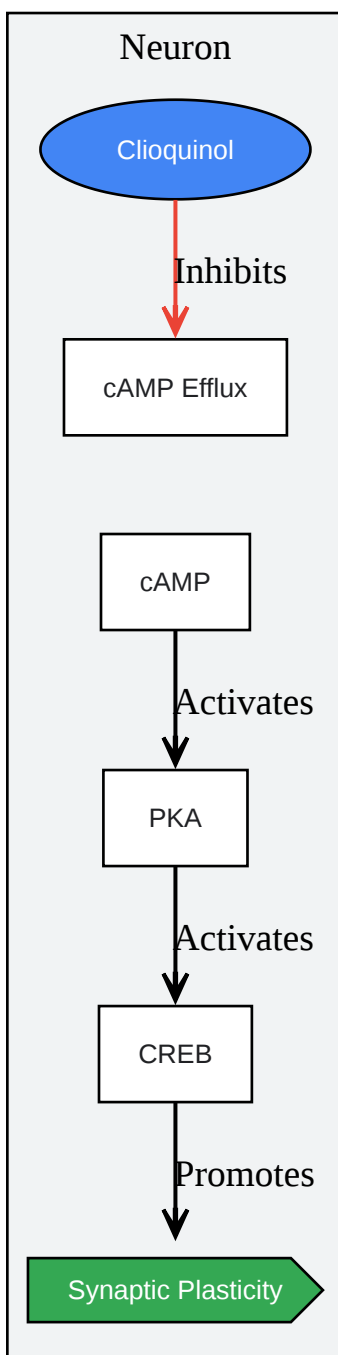 Neuron
Clioquinol
Inhibits
cAMP Efflux
cAMP
Activates
PKA
Activates
CREB
Promotes
Synaptic Plasticity